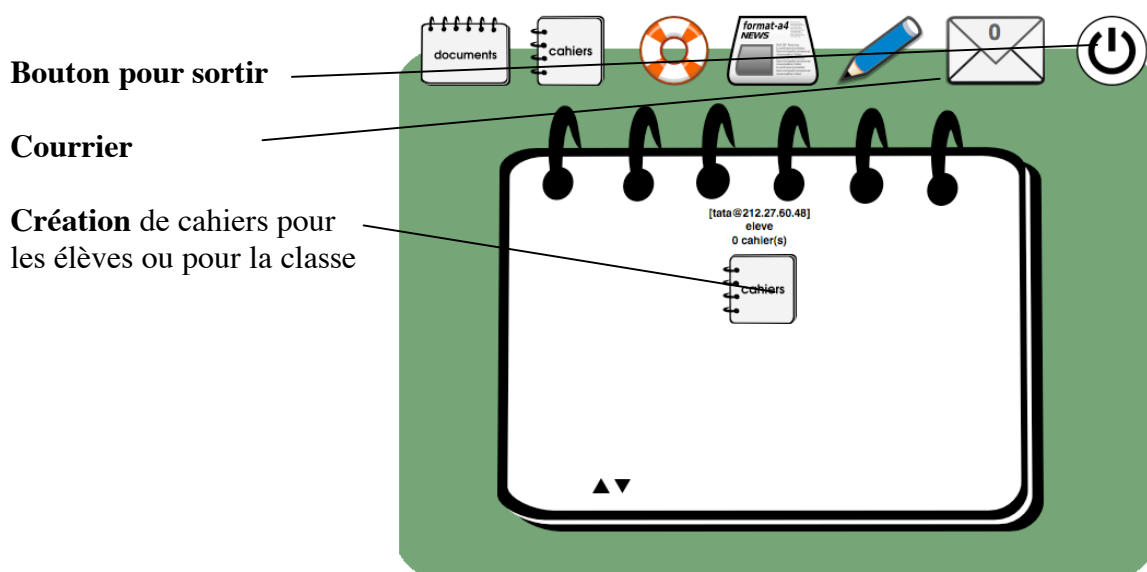 documents
cahiers
format-a4
NEWS
0
Bouton pour sortir
Courrier
Création de cahiers pour
les élèves ou pour la classe
[tata@212.27.60.48]
eleve
0 cahier(s)
cahiers